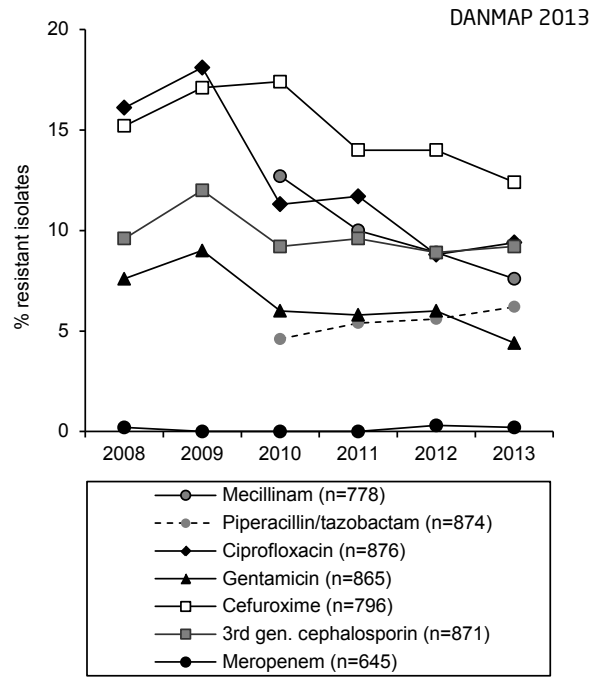 DANMAP 2013
20
15
10
5
0
% resistant isolates
2008 2009 2010 2011 2012 2013
Mecillinam (n=778)
Piperacillin/tazobactam (n=874)
Ciprofloxacin (n=876)
Gentamicin (n=865)
Cefuroxime (n=796)
3rd gen. cephalosporin (n=871)
Meropenem (n=645)